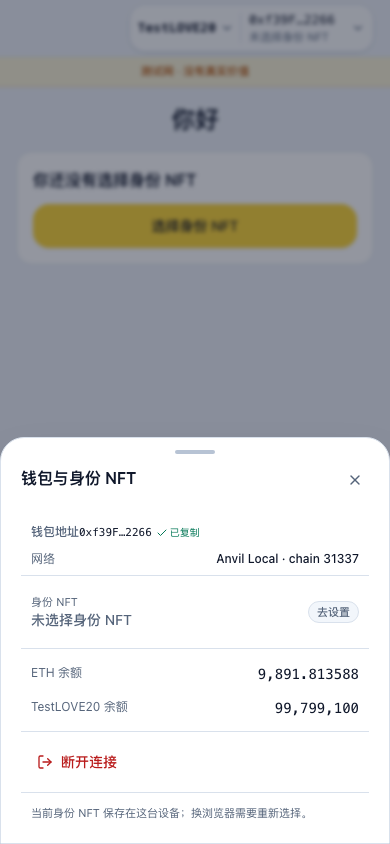 TestLOVE20
0xf39F…2266
未选择身份 NFT
测试网 · 没有真实价值
你好
你还没有选择身份 NFT
选择身份 NFT
钱包与身份 NFT
钱包地址0xf39F…2266 已复制
网络 Anvil Local · chain 31337
身份 NFT
未选择身份 NFT
去设置
ETH 余额 9,891.813588
TestLOVE20 余额 99,799,100
断开连接
当前身份 NFT 保存在这台设备；换浏览器需要重新选择。